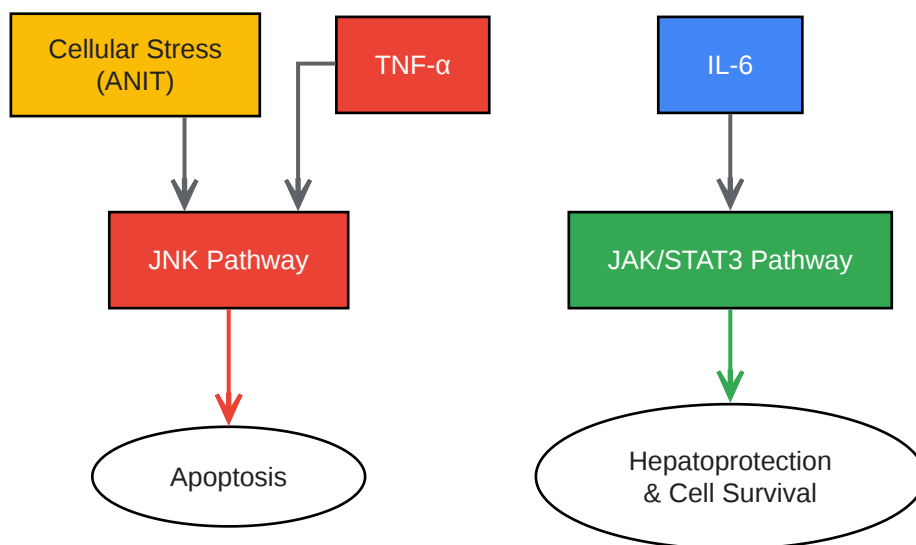 Cellular Stress
(ANIT)
TNF-α
IL-6
JNK Pathway
JAK/STAT3 Pathway
Apoptosis
Hepatoprotection
& Cell Survival